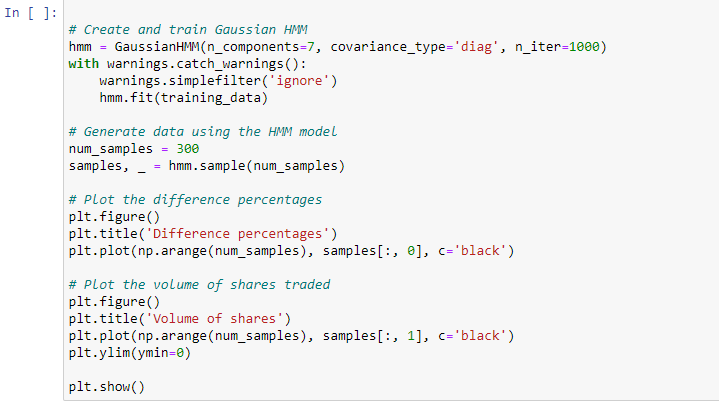 In [ ]:
# Create and train Gaussian HMM
hmm = GaussianHMM(n_components=7, covariance_type='diag', n_iter=1000)
with warnings.catch_warnings():
    warnings.simplefilter('ignore')
    hmm.fit(training_data)

# Generate data using the HMM model
num_samples = 300
samples, _ = hmm.sample(num_samples)

# Plot the difference percentages
plt.figure()
plt.title('Difference percentages')
plt.plot(np.arange(num_samples), samples[:, 0], c='black')

# Plot the volume of shares traded
plt.figure()
plt.title('Volume of shares')
plt.plot(np.arange(num_samples), samples[:, 1], c='black')
plt.ylim(ymin=0)

plt.show()